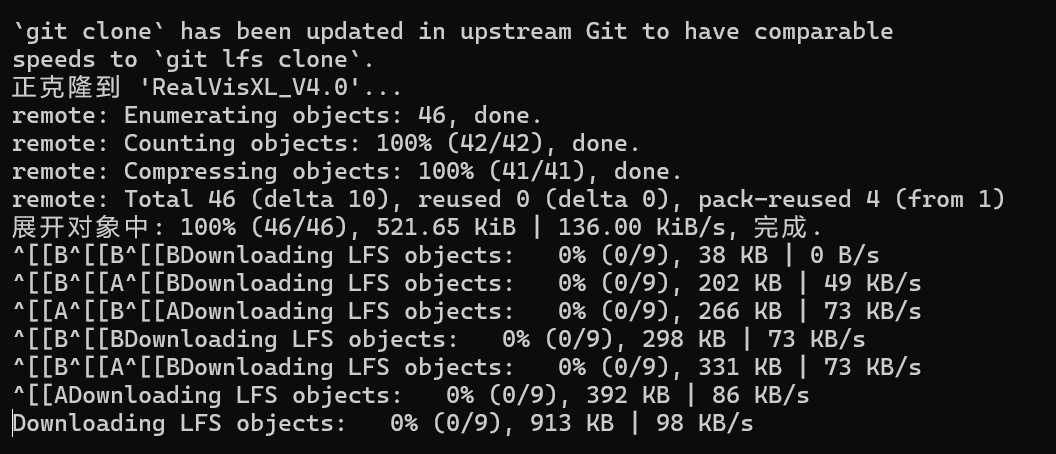 `git clone` has been updated in upstream Git to have comparable
speeds to `git lfs clone`.
正克隆到 'RealVisXL_V4.0'...
remote: Enumerating objects: 46, done.
remote: Counting objects: 100% (42/42), done.
remote: Compressing objects: 100% (41/41), done.
remote: Total 46 (delta 10), reused 0 (delta 0), pack-reused 4 (from 1)
展开对象中: 100% (46/46), 521.65 KiB | 136.00 KiB/s, 完成.
^[[B^[[B^[[BDownloading LFS objects:   0% (0/9), 38 KB | 0 B/s
^[[B^[[A^[[BDownloading LFS objects:   0% (0/9), 202 KB | 49 KB/s
^[[A^[[B^[[ADownloading LFS objects:   0% (0/9), 266 KB | 73 KB/s
^[[B^[[BDownloading LFS objects:   0% (0/9), 298 KB | 73 KB/s
^[[B^[[A^[[BDownloading LFS objects:   0% (0/9), 331 KB | 73 KB/s
^[[ADownloading LFS objects:   0% (0/9), 392 KB | 86 KB/s
Downloading LFS objects:   0% (0/9), 913 KB | 98 KB/s